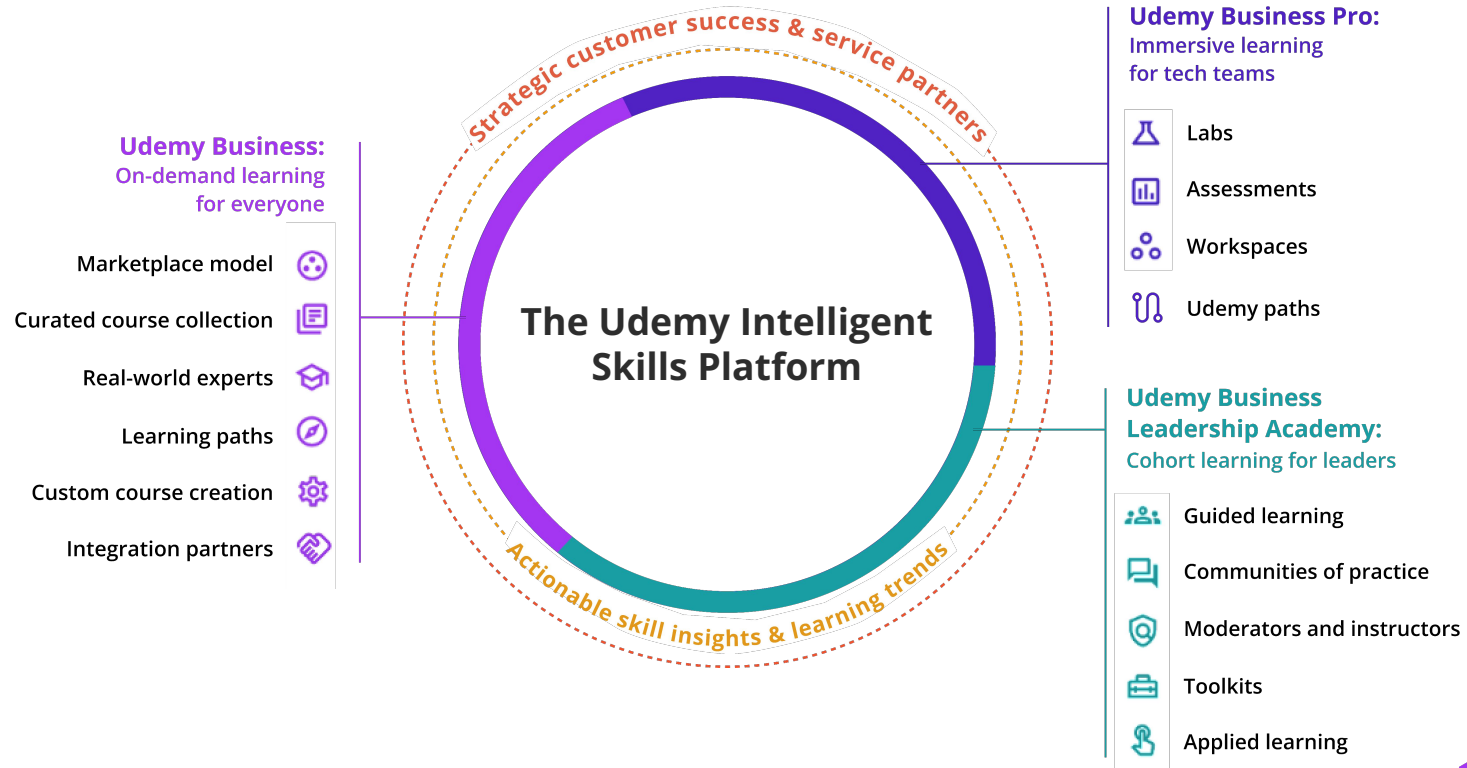 Strategic customer success & service partners
Udemy Business:
On-demand learning
for everyone
Marketplace model
Curated course collection
Real-world experts
Learning paths
Custom course creation
Integration partners
The Udemy Intelligent
Skills Platform
Actionable skill insights & learning trends
Udemy Business Pro:
Immersive learning
for tech teams
Labs
Assessments
Workspaces
Udemy paths
Udemy Business
Leadership Academy:
Cohort learning for leaders
Guided learning
Communities of practice
Moderators and instructors
Toolkits
Applied learning